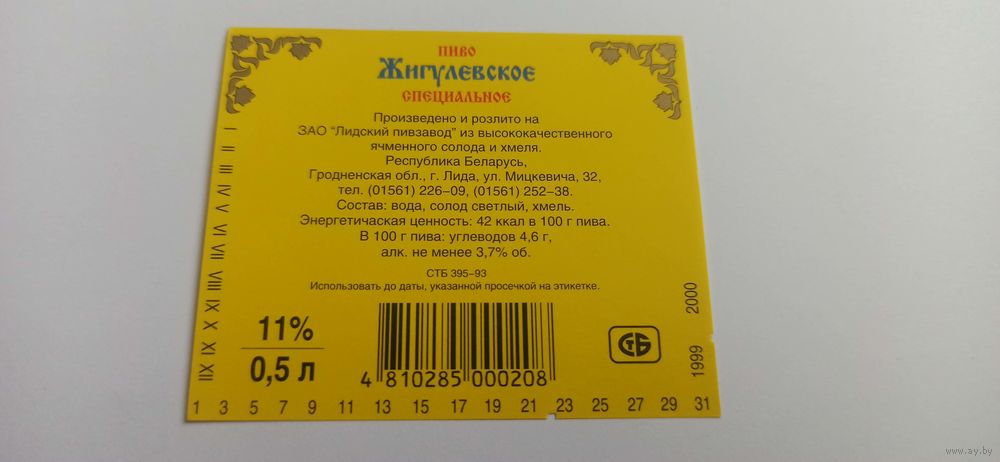 ПИВО
ЖИГУЛЕВСКОЕ
СПЕЦИАЛЬНОЕ
Произведено и розлито на
ЗАО "Лидский пивзавод" из высококачественного
ячменного солода и хмеля.
Республика Беларусь,
Гродненская обл., г. Лида, ул. Мицкевича, 32,
тел. (01561) 226–09, (01561) 252–38.
Состав: вода, солод светлый, хмель.
Энергетичаская ценность: 42 ккал в 100 г пива.
В 100 г пива: углеводов 4,6 г,
алк. не менее 3,7% об.
СТБ 395–93
Использовать до даты, указанной просечкой на этикетке.
I II III IV V VI VII VIII IX X XI XII
11%
0,5 л
4 810285 000208
СТБ
1999 2000
1 3 5 7 9 11 13 15 17 19 21 23 25 27 29 31
www.ay.by